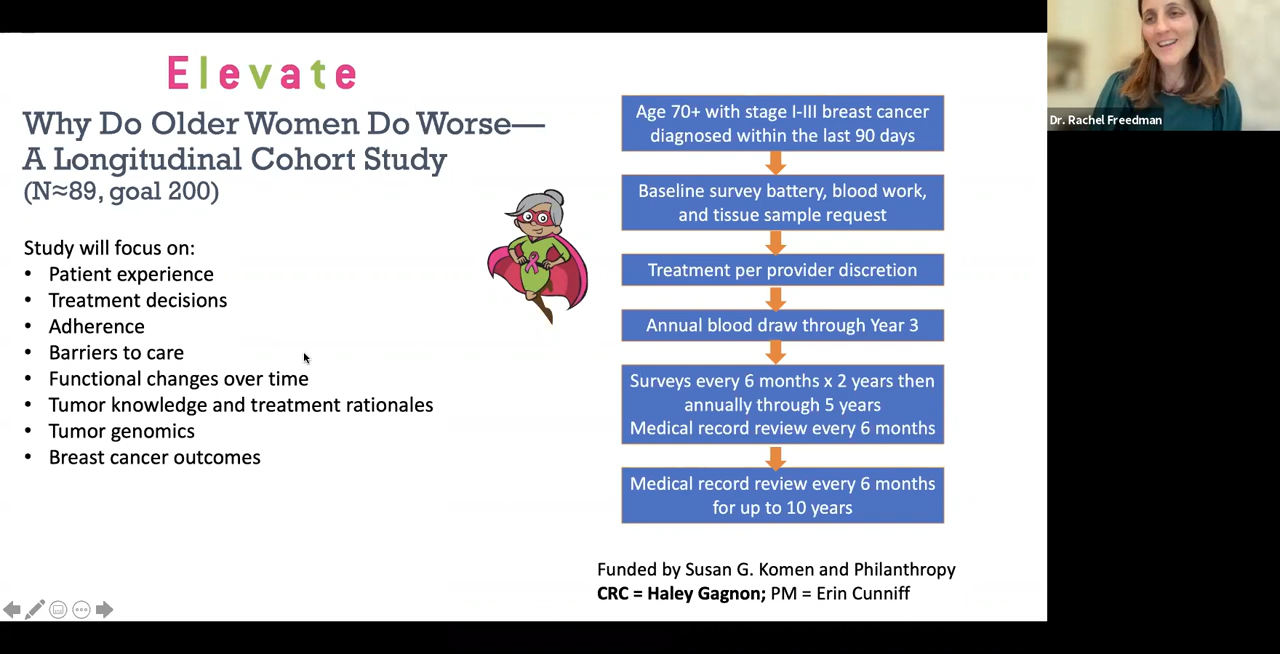 Elevate
Why Do Older Women Do Worse—
A Longitudinal Cohort Study
(N≈89, goal 200)
Study will focus on:
• Patient experience
• Treatment decisions
• Adherence
• Barriers to care
• Functional changes over time
• Tumor knowledge and treatment rationales
• Tumor genomics
• Breast cancer outcomes
Age 70+ with stage I-III breast cancer
diagnosed within the last 90 days
Baseline survey battery, blood work,
and tissue sample request
Treatment per provider discretion
Annual blood draw through Year 3
Surveys every 6 months x 2 years then
annually through 5 years
Medical record review every 6 months
Medical record review every 6 months
for up to 10 years
Funded by Susan G. Komen and Philanthropy
CRC = Haley Gagnon; PM = Erin Cunniff
Dr. Rachel Freedman